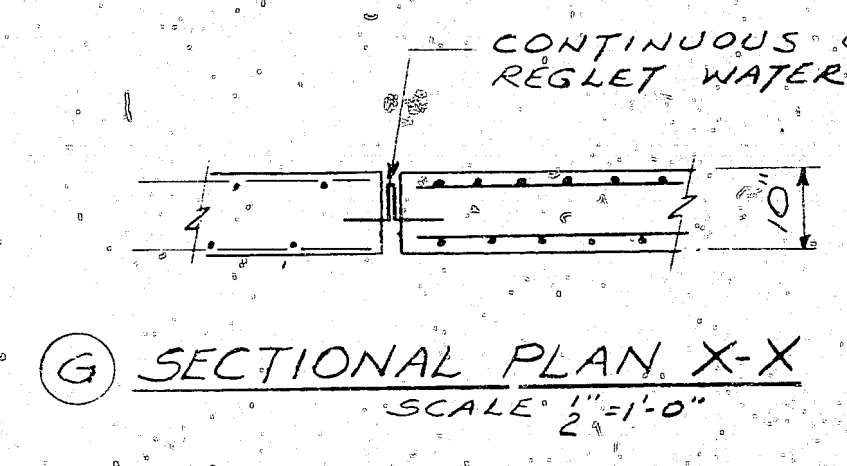 CONTINUOUS
REGLET WATER
10"
G SECTIONAL PLAN X-X
SCALE 1/2"=1'-0"